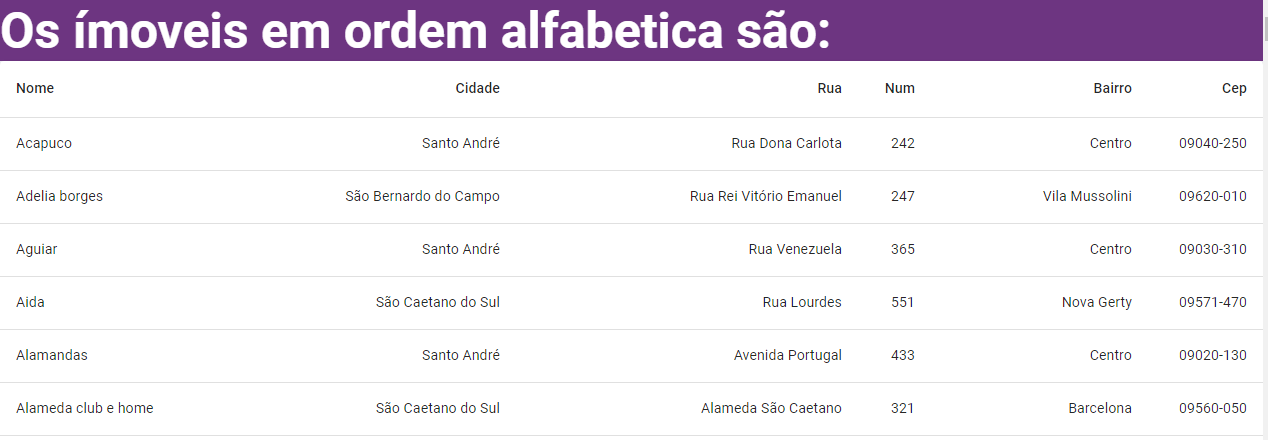 Os ímoveis em ordem alfabetica são:
Nome Cidade Rua Num Bairro Cep
Acapuco Santo André Rua Dona Carlota 242 Centro 09040-250
Adelia borges São Bernardo do Campo Rua Rei Vitório Emanuel 247 Vila Mussolini 09620-010
Aguiar Santo André Rua Venezuela 365 Centro 09030-310
Aida São Caetano do Sul Rua Lourdes 551 Nova Gerty 09571-470
Alamandas Santo André Avenida Portugal 433 Centro 09020-130
Alameda club e home São Caetano do Sul Alameda São Caetano 321 Barcelona 09560-050